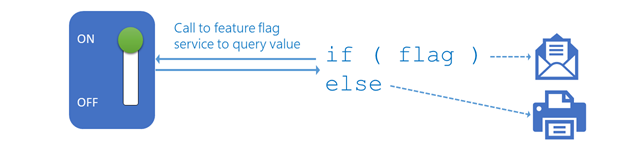 ON
OFF
Call to feature flag
service to query value
if ( flag )
else